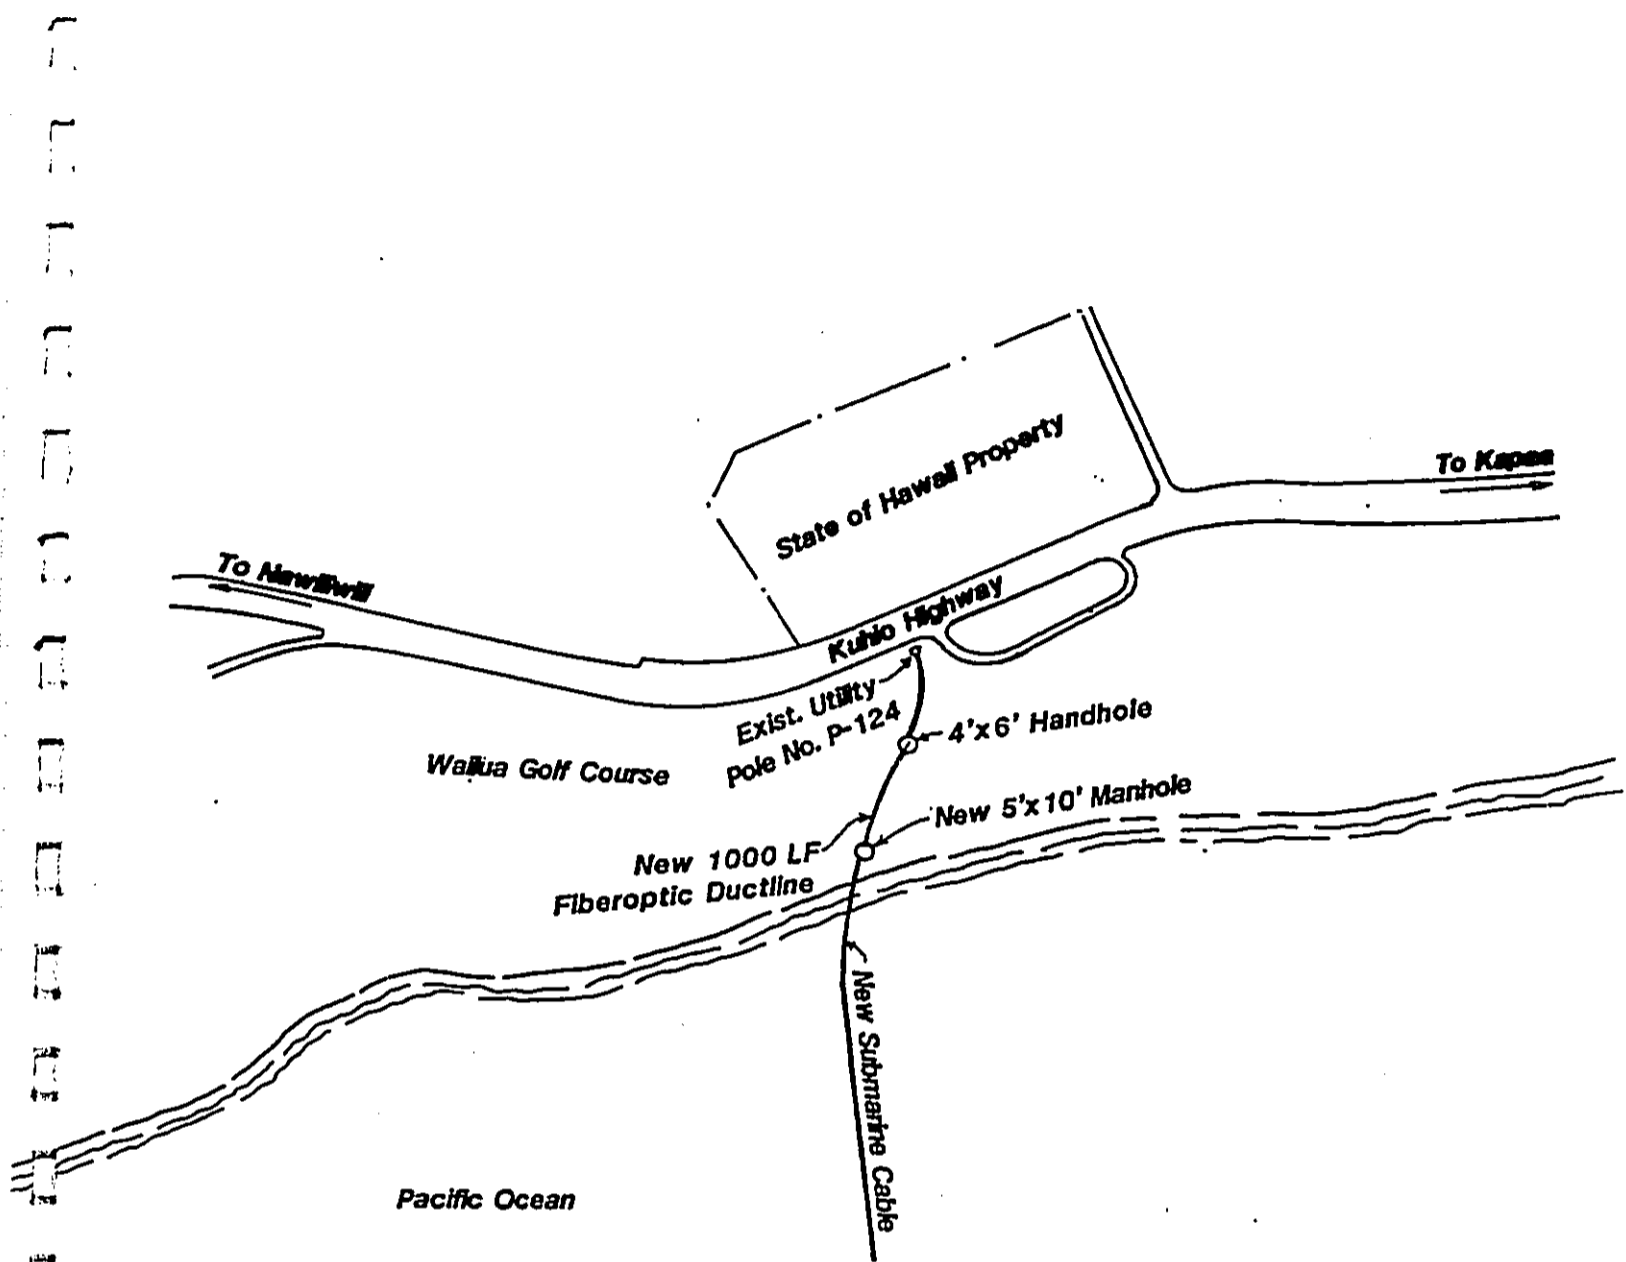 To Kapaa
State of Hawaii Property
To Nawiliwili
Kuhio Highway
Exist. Utility
Pole No. P-124
4'x6' Handhole
Wailua Golf Course
New 5'x10' Manhole
New 1000 LF
Fiberoptic Ductline
New Submarine Cable
Pacific Ocean